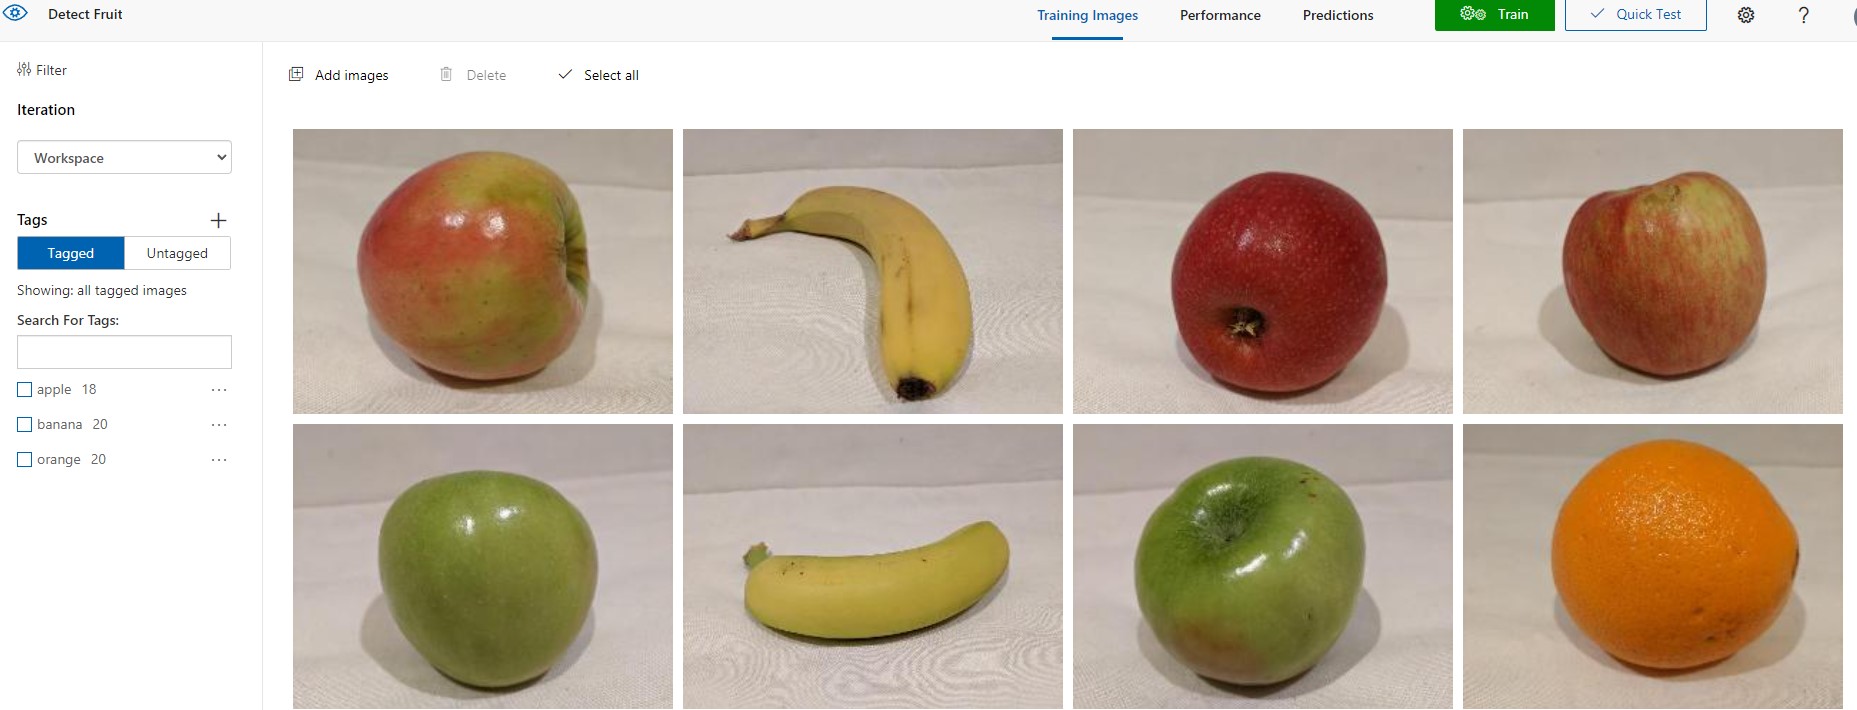 Detect Fruit
Training Images
Performance
Predictions
Train
Quick Test
?
Filter
Iteration
Workspace
Tags
Tagged
Untagged
Showing: all tagged images
Search For Tags:
apple 18 ...
banana 20 ...
orange 20 ...
Add images
Delete
Select all